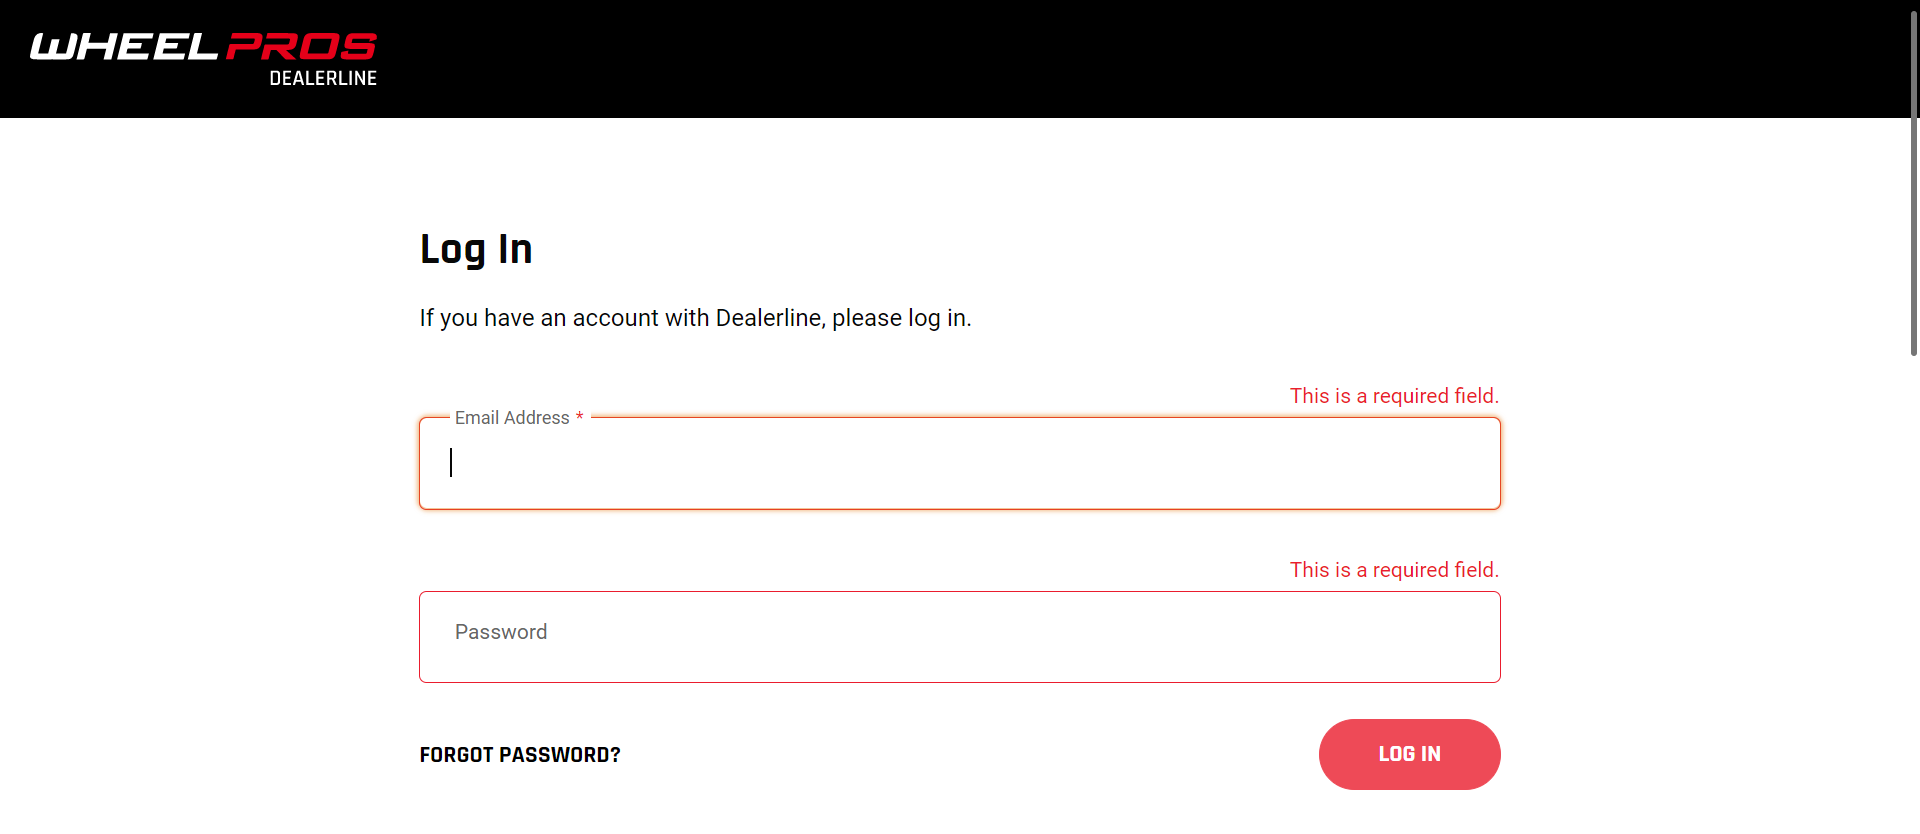 WHEEL PROS
DEALERLINE
Log In
If you have an account with Dealerline, please log in.
This is a required field.
Email Address *
This is a required field.
Password
FORGOT PASSWORD?
LOG IN